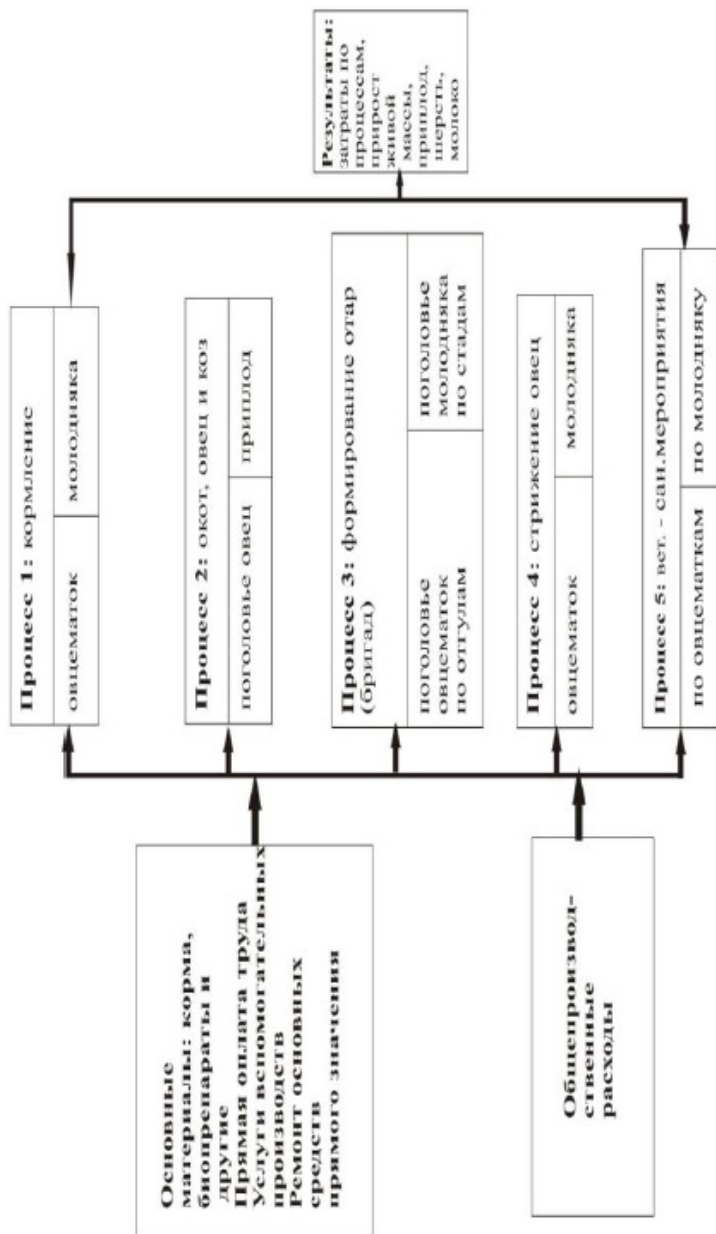 Основные
материалы: корма,
биопрепараты и
другие
Прямая оплата труда
Услуги вспомогательных
производств
Ремонт основных
средств
прямого значения
Общепроизвод-
ственные
расходы
Процесс 1: кормление
овцематок
молодняка
Процесс 2: окот, овец и коз
поголовье овец
приплод
Процесс 3: формирование отар
(бригад)
поголовье
овцематок
по отгулам
поголовье
молодняка
по стадам
Процесс 4: стрижение овец
овцематок
молодняка
Процесс 5: вет. - сан.мероприятия
по овцематкам
по молодняку
Результаты:
затраты по
процессам,
прирост
живой
массы,
приплод,
шерсть,
молоко